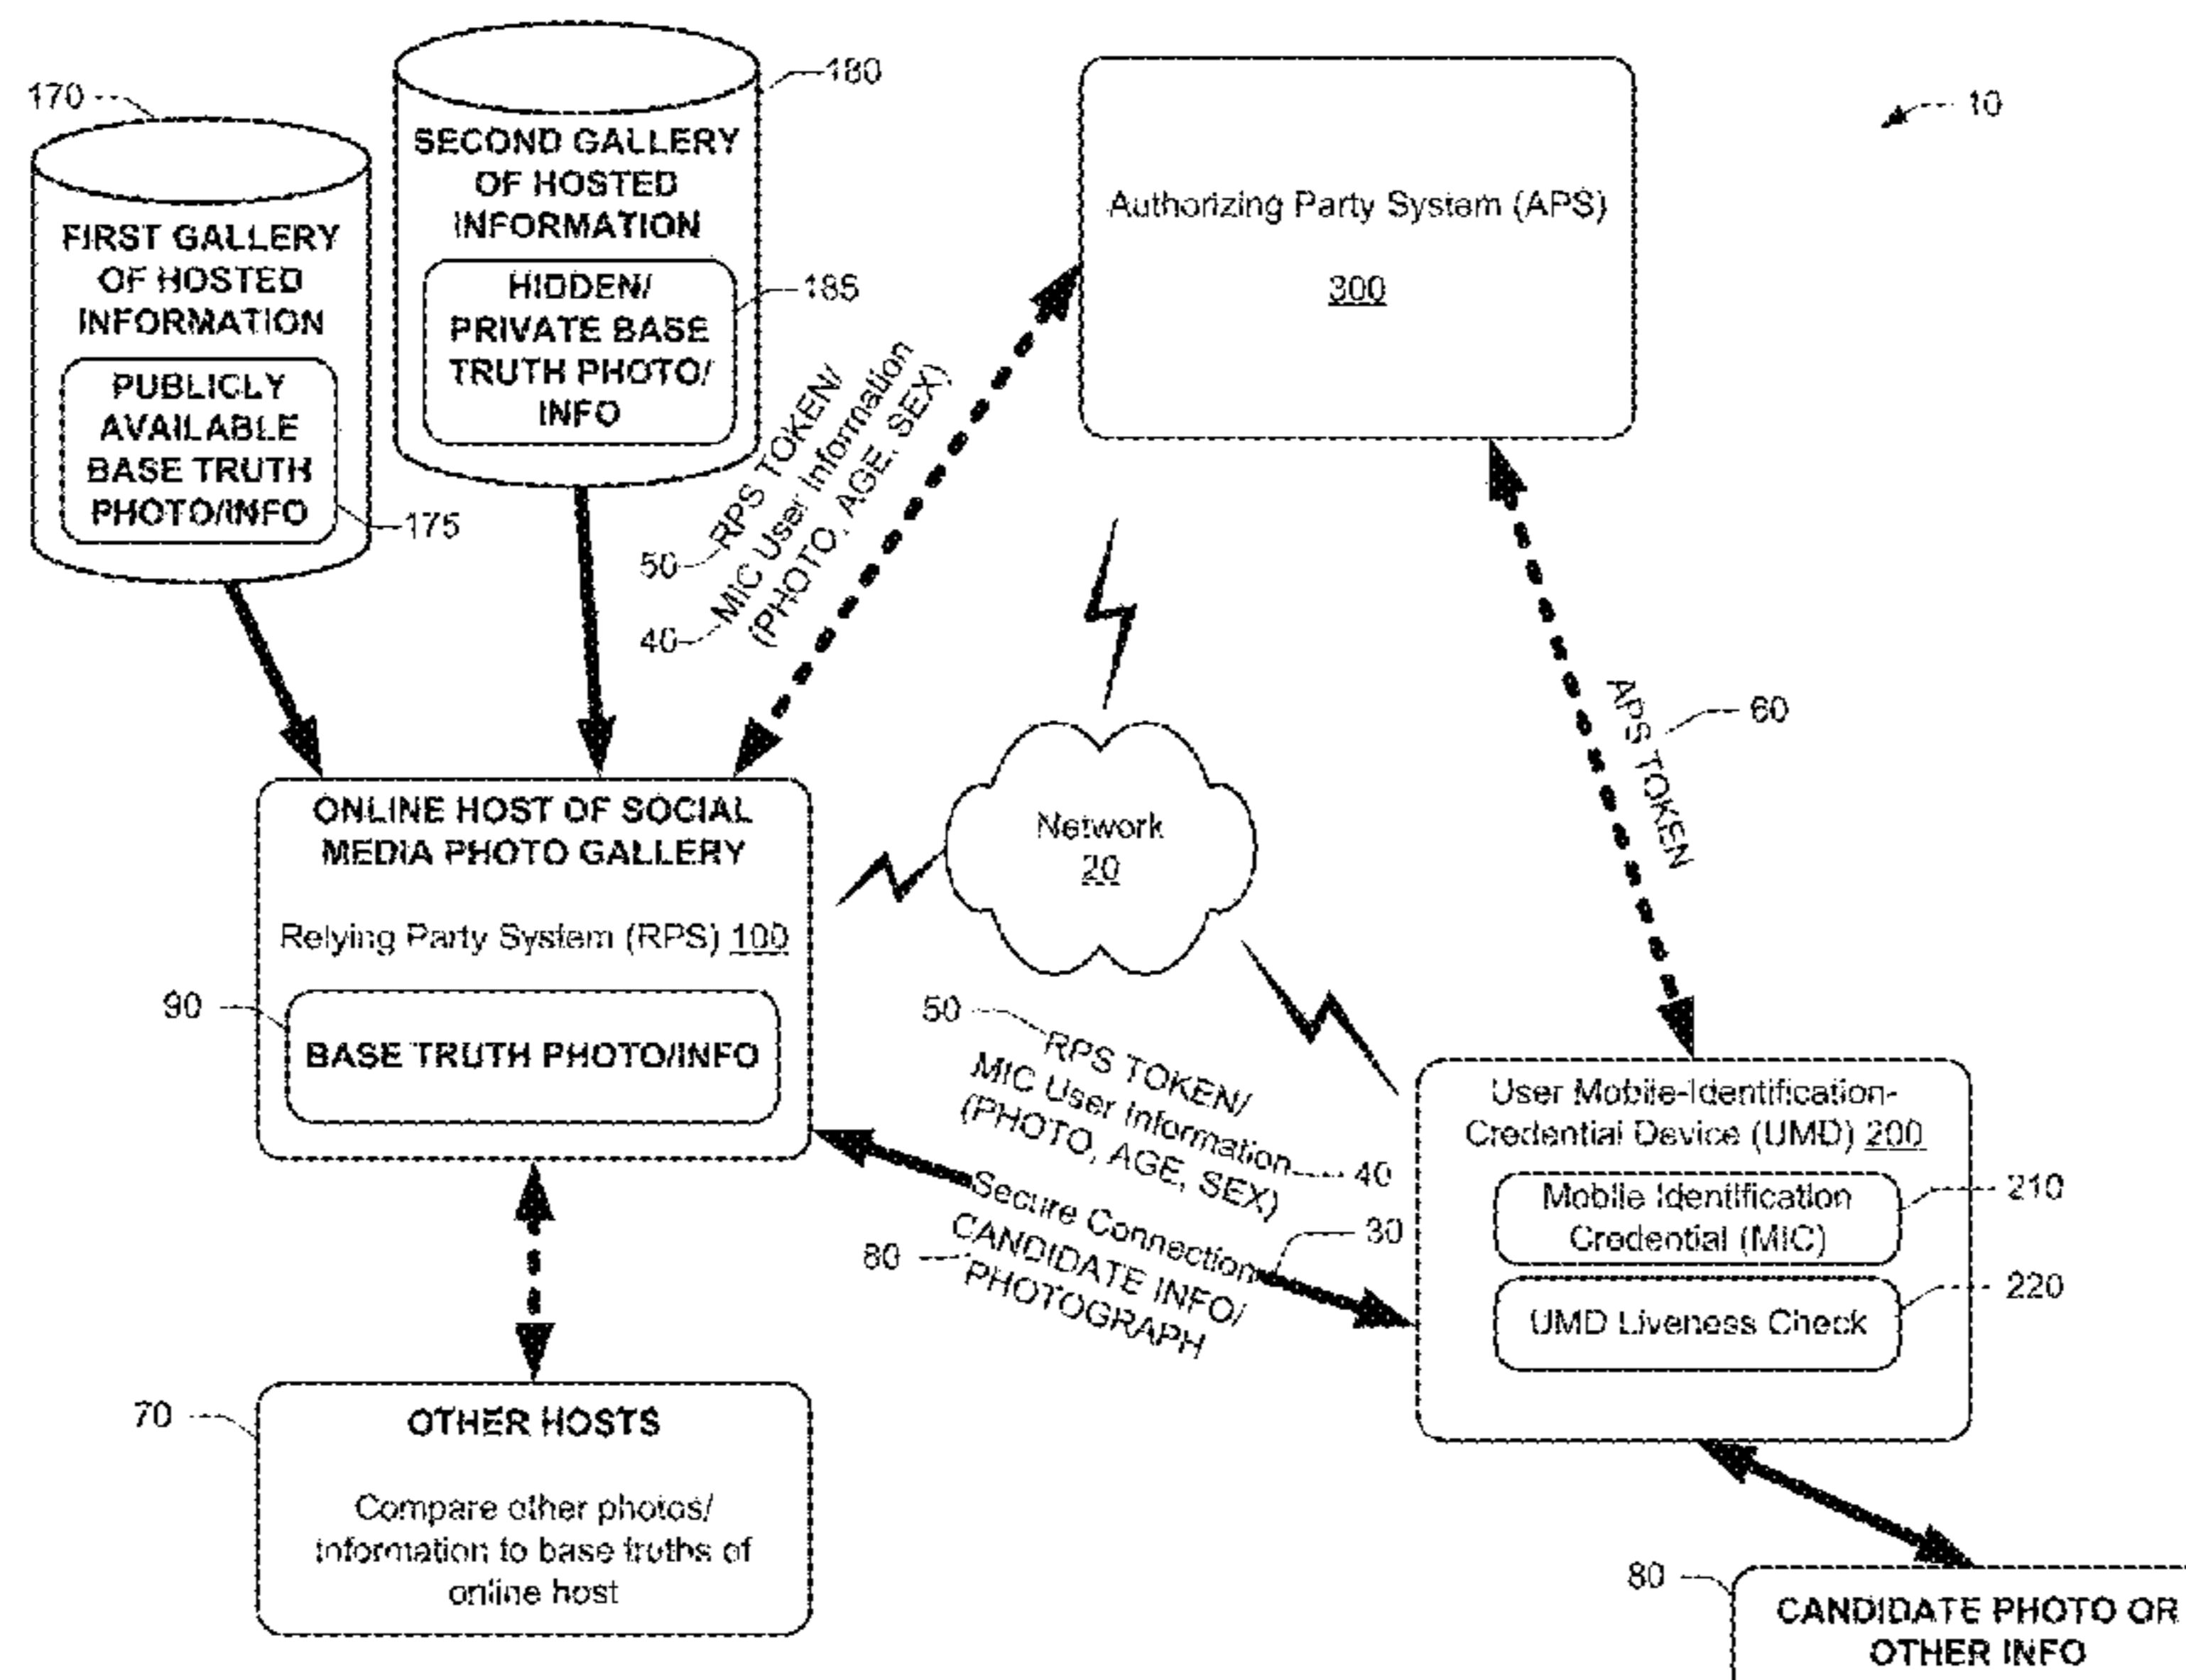 170
180
10
FIRST GALLERY
OF HOSTED
INFORMATION
PUBLICLY
AVAILABLE
BASE TRUTH
PHOTO/INFO
175
SECOND GALLERY
OF HOSTED
INFORMATION
HIDDEN/
PRIVATE BASE
TRUTH PHOTO/
INFO
185
Authorizing Party System (APS)
300
50
RPS TOKEN/
40
MIC User Information
(PHOTO, AGE, SEX)
60
APS TOKEN
Network
20
ONLINE HOST OF SOCIAL
MEDIA PHOTO GALLERY
Relying Party System (RPS) 100
90
BASE TRUTH PHOTO/INFO
50
RPS TOKEN/
MIC User Information
40
(PHOTO, AGE, SEX)
Secure Connection
30
80
CANDIDATE INFO/
PHOTOGRAPH
User Mobile-Identification-
Credential Device (UMD) 200
Mobile Identification
Credential (MIC)
210
UMD Liveness Check
220
70
OTHER HOSTS
Compare other photos/
information to base truths of
online host
80
CANDIDATE PHOTO OR
OTHER INFO